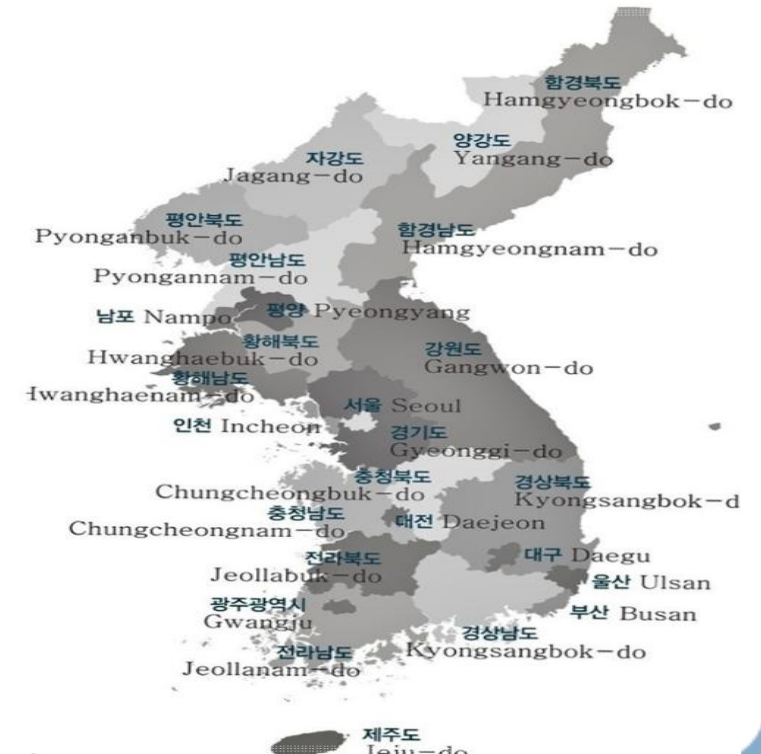 함경북도
Hamgyeongbok-do
양강도
Yangang-do
자강도
Jagang-do
평안북도
Pyonganbuk-do
함경남도
Hamgyeongnam-do
평안남도
Pyongannam-do
남포 Nampo
평양 Pyeongyang
황해북도
Hwanghaebuk-do
강원도
Gangwon-do
황해남도
Hwanghaenam-do
서울 Seoul
인천 Incheon
경기도
Gyeonggi-do
충청북도
Chungcheongbuk-do
경상북도
Kyongsangbok-d
충청남도
Chungcheongnam-do
대전 Daejeon
전라북도
Jeollabuk-do
대구 Daegu
울산 Ulsan
광주광역시
Gwangju
부산 Busan
경상남도
Kyongsangbok-do
전라남도
Jeollanam-do
제주도
Jeju-do